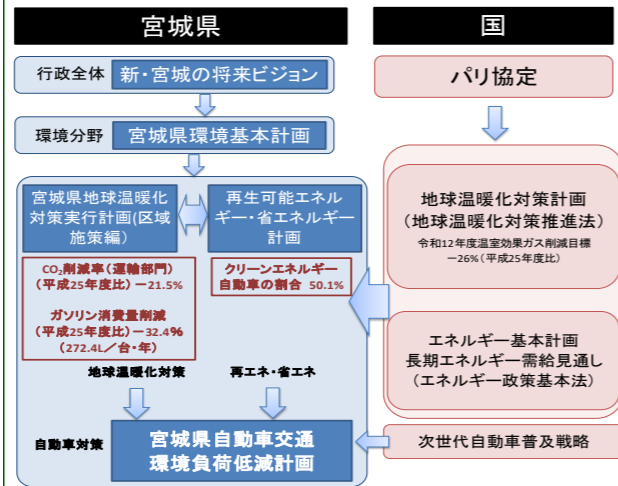 宮城県
行政全体
新・宮城の将来ビジョン
環境分野
宮城県環境基本計画
宮城県地球温暖化
対策実行計画(区域
施策編)
再生可能エネル
ギー・省エネルギー
計画
CO₂削減率(運輸部門)
(平成25年度比)-21.5%
ガソリン消費量削減
(平成25年度比)-32.4%
(272.4L/台・年)
クリーンエネルギー
自動車の割合 50.1%
地球温暖化対策
再エネ・省エネ
自動車対策
宮城県自動車交通
環境負荷低減計画
国
パリ協定
地球温暖化対策計画
(地球温暖化対策推進法)
令和12年度温室効果ガス削減目標
-26%(平成25年度比)
エネルギー基本計画
長期エネルギー需給見通し
(エネルギー政策基本法)
次世代自動車普及戦略